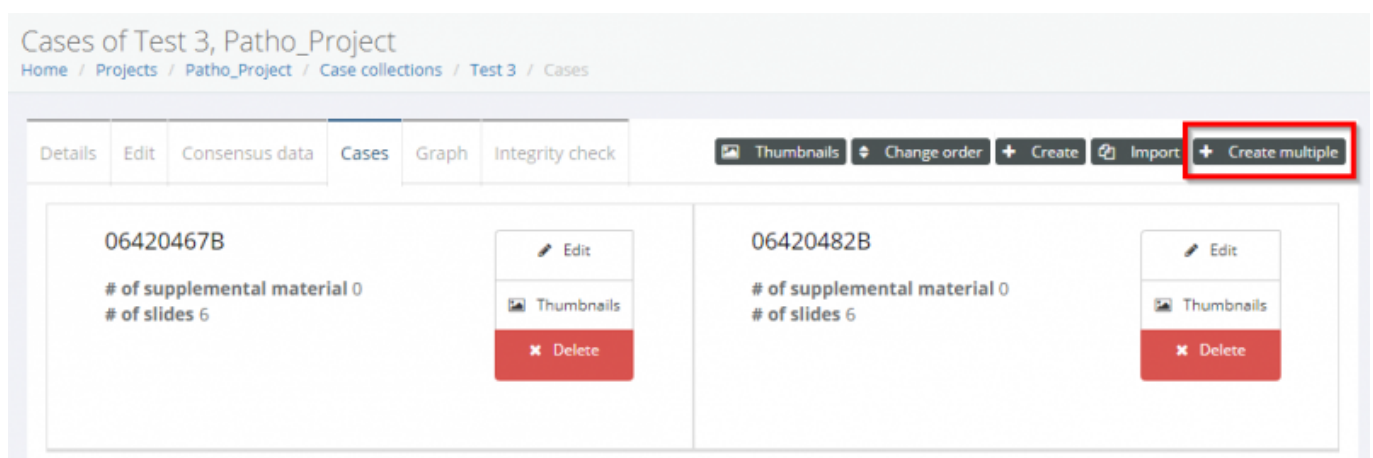 Cases of Test 3, Patho_Project
Home / Projects / Patho_Project / Case collections / Test 3 / Cases
Details Edit Consensus data Cases Graph Integrity check Thumbnails Change order + Create Import + Create multiple
06420467B
# of supplemental material 0
# of slides 6
Edit
Thumbnails
Delete
06420482B
# of supplemental material 0
# of slides 6
Edit
Thumbnails
Delete